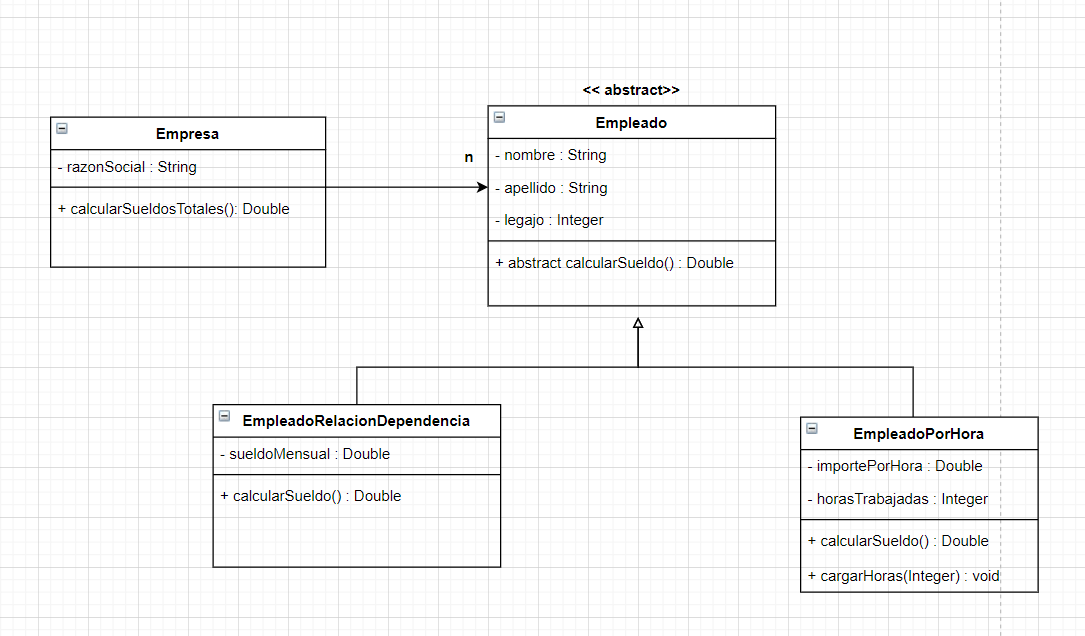 << abstract>>
Empresa
- razonSocial : String
+ calcularSueldosTotales(): Double
n
Empleado
- nombre : String
- apellido : String
- legajo : Integer
+ abstract calcularSueldo() : Double
EmpleadoRelacionDependencia
- sueldoMensual : Double
+ calcularSueldo() : Double
EmpleadoPorHora
- importePorHora : Double
- horasTrabajadas : Integer
+ calcularSueldo() : Double
+ cargarHoras(Integer) : void